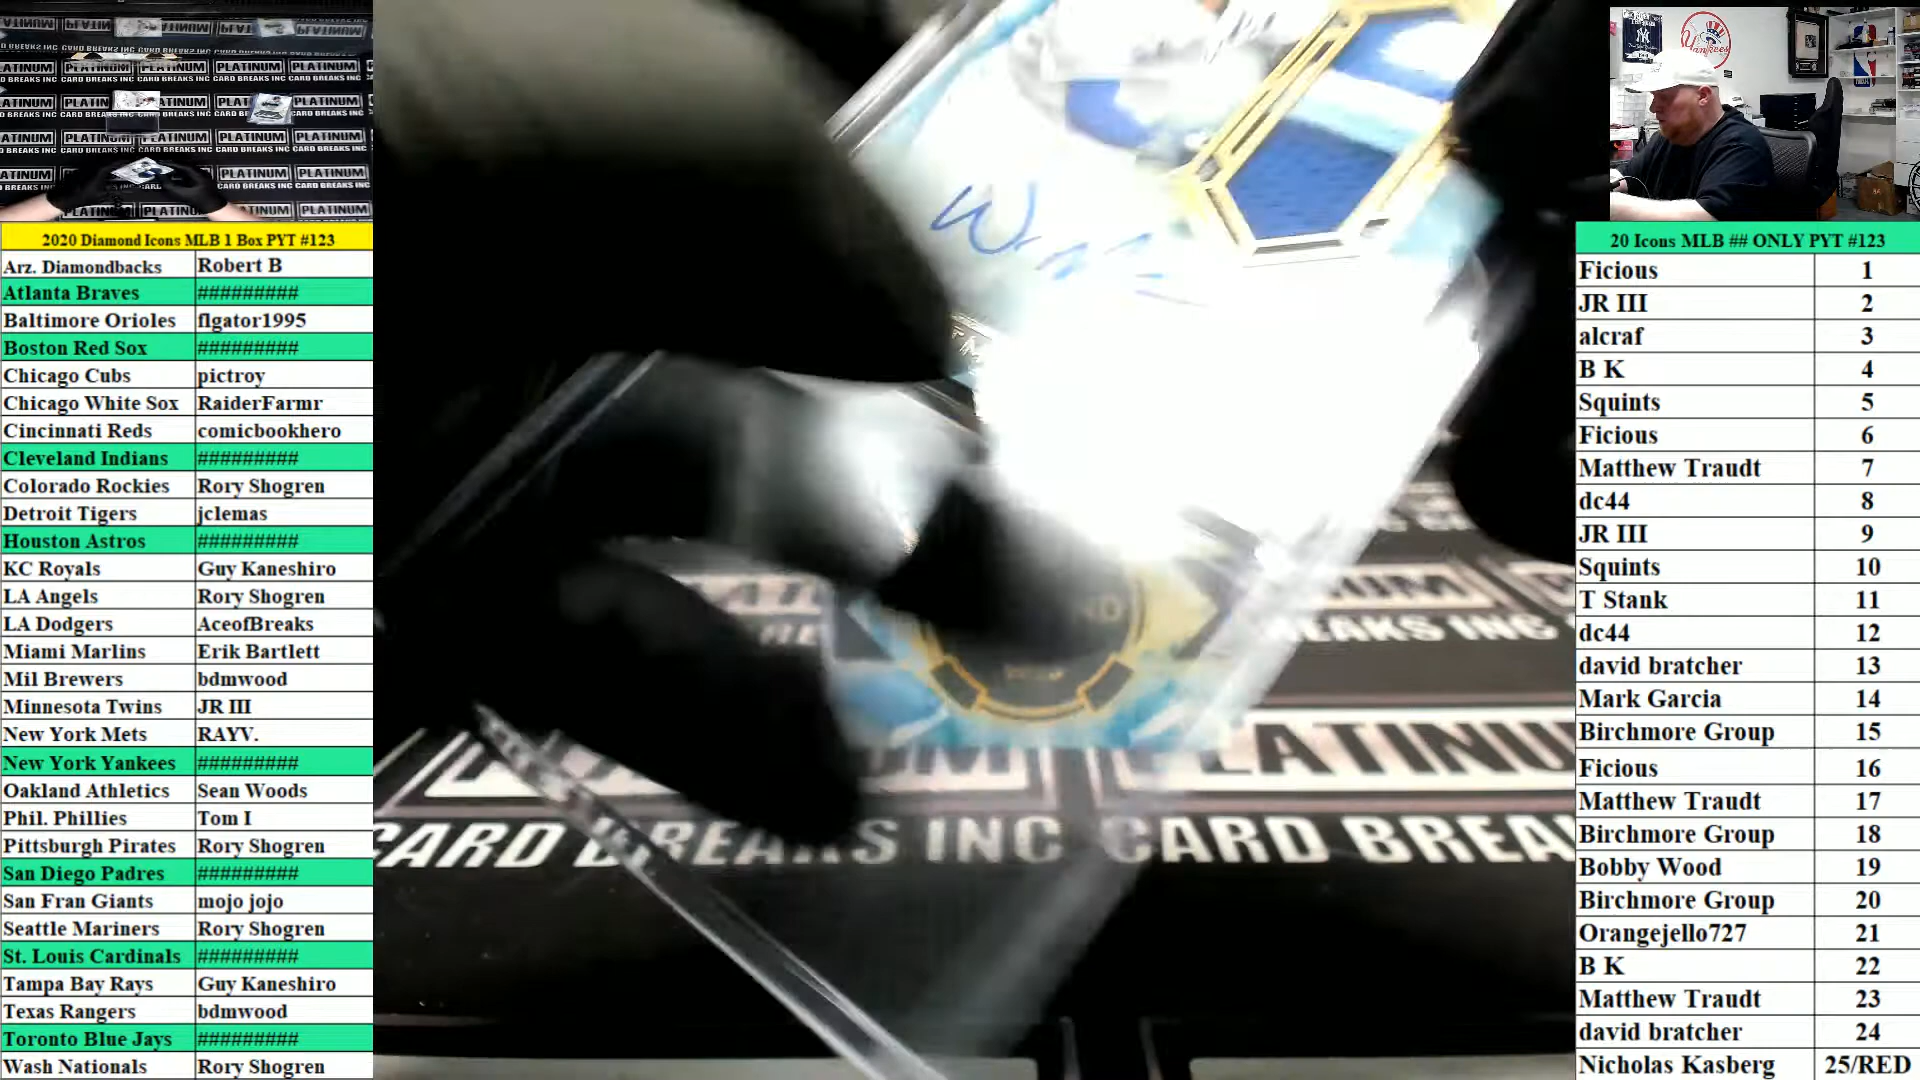 2020 Diamond Icons MLB 1 Box PYT #123
Arz. Diamondbacks Robert B
Atlanta Braves #########
Baltimore Orioles flgator1995
Boston Red Sox #########
Chicago Cubs pictroy
Chicago White Sox RaiderFarmr
Cincinnati Reds comicbookhero
Cleveland Indians #########
Colorado Rockies Rory Shogren
Detroit Tigers jclemas
Houston Astros #########
KC Royals Guy Kaneshiro
LA Angels Rory Shogren
LA Dodgers AceofBreaks
Miami Marlins Erik Bartlett
Mil Brewers bdmwood
Minnesota Twins JR III
New York Mets RAYV.
New York Yankees #########
Oakland Athletics Sean Woods
Phil. Phillies Tom I
Pittsburgh Pirates Rory Shogren
San Diego Padres #########
San Fran Giants mojo jojo
Seattle Mariners Rory Shogren
St. Louis Cardinals #########
Tampa Bay Rays Guy Kaneshiro
Texas Rangers bdmwood
Toronto Blue Jays #########
Wash Nationals Rory Shogren
PLATINU
CARD BREAKS INC CARD BREA
Yankees
20 Icons MLB ## ONLY PYT #123
Ficious 1
JR III 2
alcraf 3
B K 4
Squints 5
Ficious 6
Matthew Traudt 7
dc44 8
JR III 9
Squints 10
T Stank 11
dc44 12
david bratcher 13
Mark Garcia 14
Birchmore Group 15
Ficious 16
Matthew Traudt 17
Birchmore Group 18
Bobby Wood 19
Birchmore Group 20
Orangejello727 21
B K 22
Matthew Traudt 23
david bratcher 24
Nicholas Kasberg 25/RED